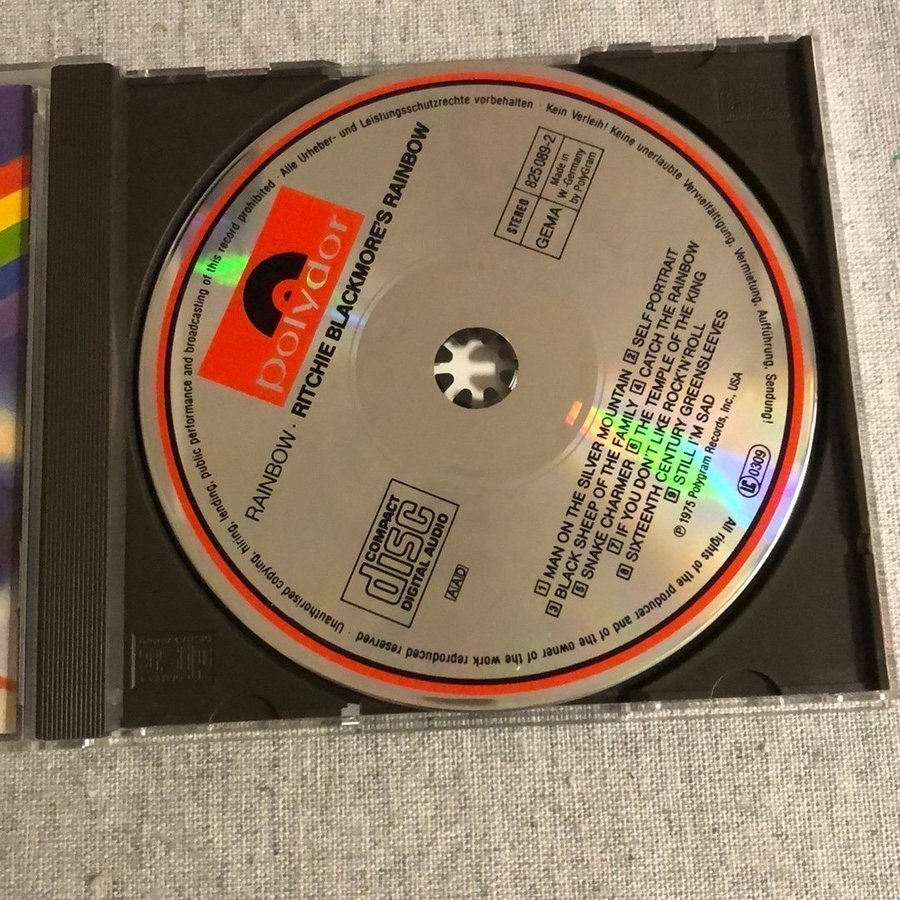 polydor
RAINBOW · RITCHIE BLACKMORE'S RAINBOW
STEREO 825 089-2
GEMA Made in
W.-Germany
by PolyGram
COMPACT
disc
DIGITAL AUDIO
AAD
1 MAN ON THE SILVER MOUNTAIN 2 SELF PORTRAIT
3 BLACK SHEEP OF THE FAMILY 4 CATCH THE RAINBOW
5 SNAKE CHARMER 6 THE TEMPLE OF THE KING
7 IF YOU DON'T LIKE ROCK'N'ROLL
8 SIXTEENTH CENTURY GREENSLEEVES
9 STILL I'M SAD
℗ 1975 Polygram Records, Inc., USA
LC 0309
Alle Urheber- und Leistungsschutzrechte vorbehalten · Kein Verleih! Keine unerlaubte Vervielfältigung, Vermietung, Aufführung, Sendung!
All rights of the producer and of the owner of the work reproduced reserved · Unauthorised copying, hiring, lending, public performance and broadcasting of this record prohibited ·